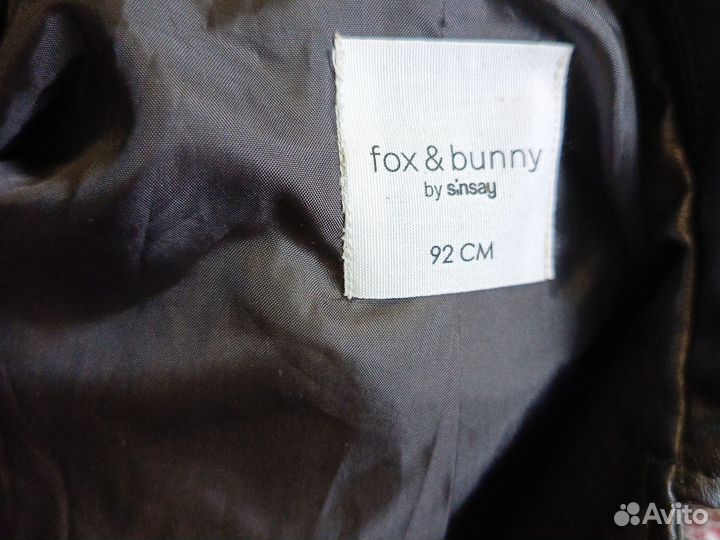 fox & bunny
by sinsay
92 CM
Avito